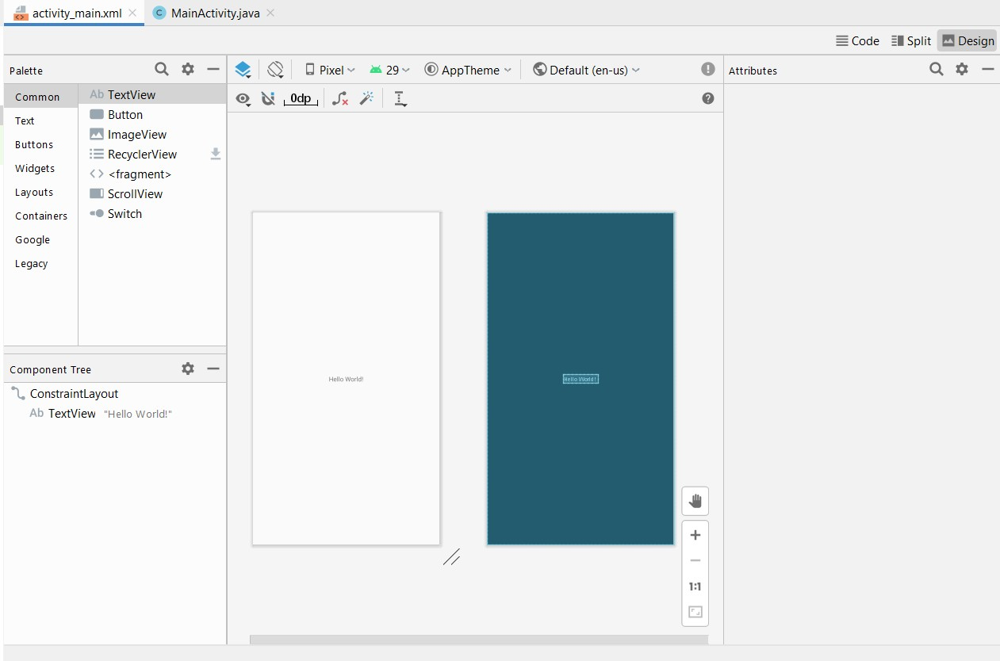 activity_main.xml
MainActivity.java
Code
Split
Design
Palette
Pixel
29
AppTheme
Default (en-us)
Attributes
0dp
Common
Text
Buttons
Widgets
Layouts
Containers
Google
Legacy
Ab TextView
Button
ImageView
RecyclerView
<fragment>
ScrollView
Switch
Component Tree
ConstraintLayout
Ab TextView "Hello World!"
Hello World!
Hello World!
1:1